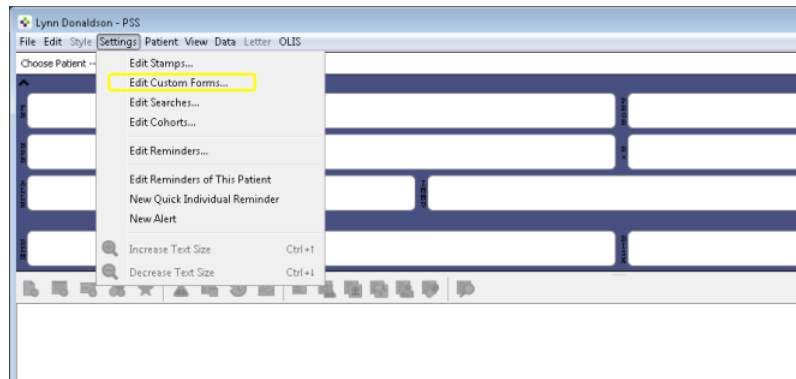 Lynn Donaldson - PSS
File Edit Style Settings Patient View Data Letter OLIS
Choose Patient --
Edit Stamps...
Edit Custom Forms...
Edit Searches...
Edit Cohorts...
Edit Reminders...
Edit Reminders of This Patient
New Quick Individual Reminder
New Alert
Increase Text Size Ctrl+↑
Decrease Text Size Ctrl+↓